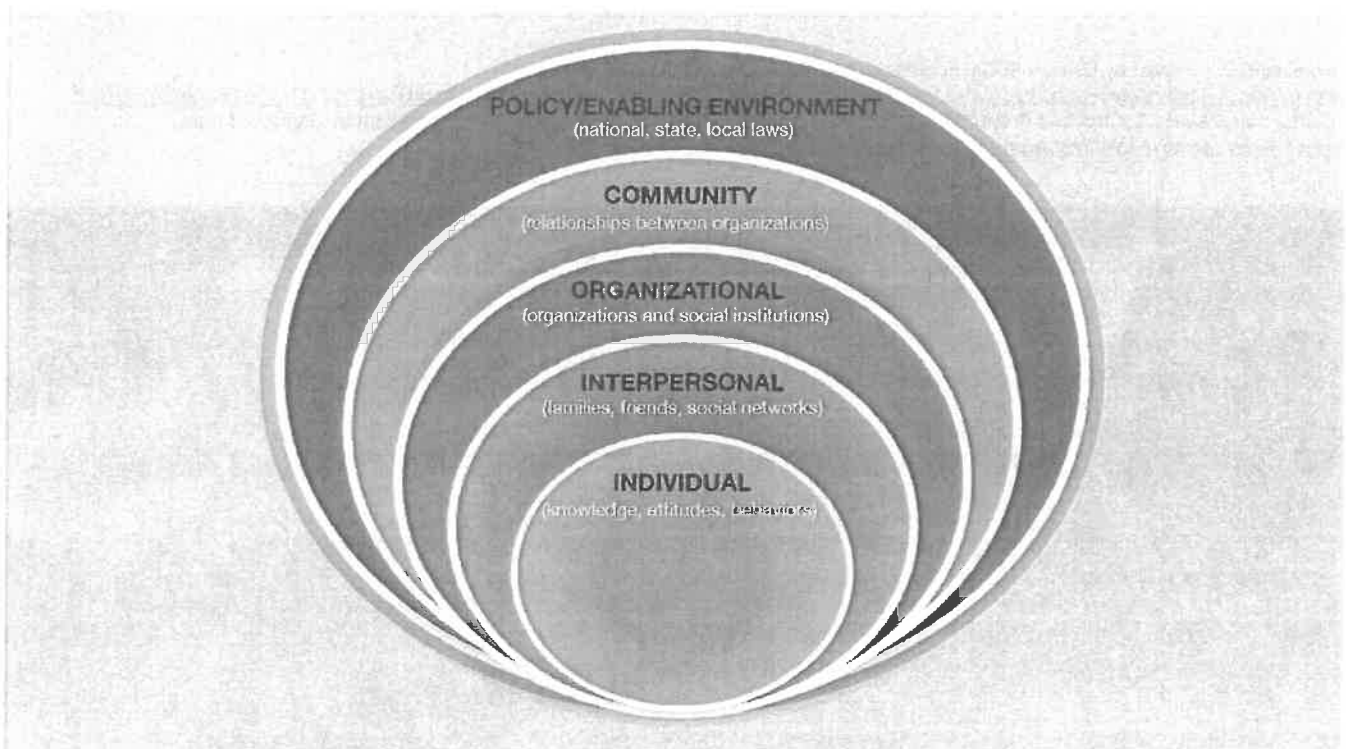 POLICY/ENABLING ENVIRONMENT
(national, state, local laws)
COMMUNITY
(relationships between organizations)
ORGANIZATIONAL
(organizations and social institutions)
INTERPERSONAL
(families, friends, social networks)
INDIVIDUAL
(knowledge, attitudes, behaviors)